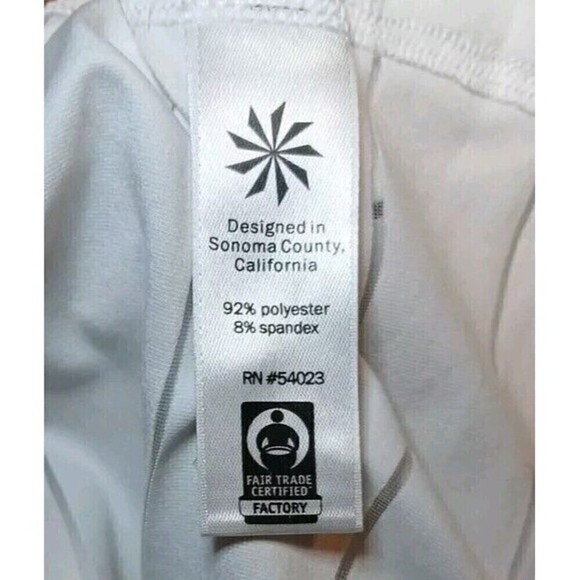 Designed in
Sonoma County,
California
92% polyester
8% spandex
RN #54023
FAIR TRADE
CERTIFIED
FACTORY